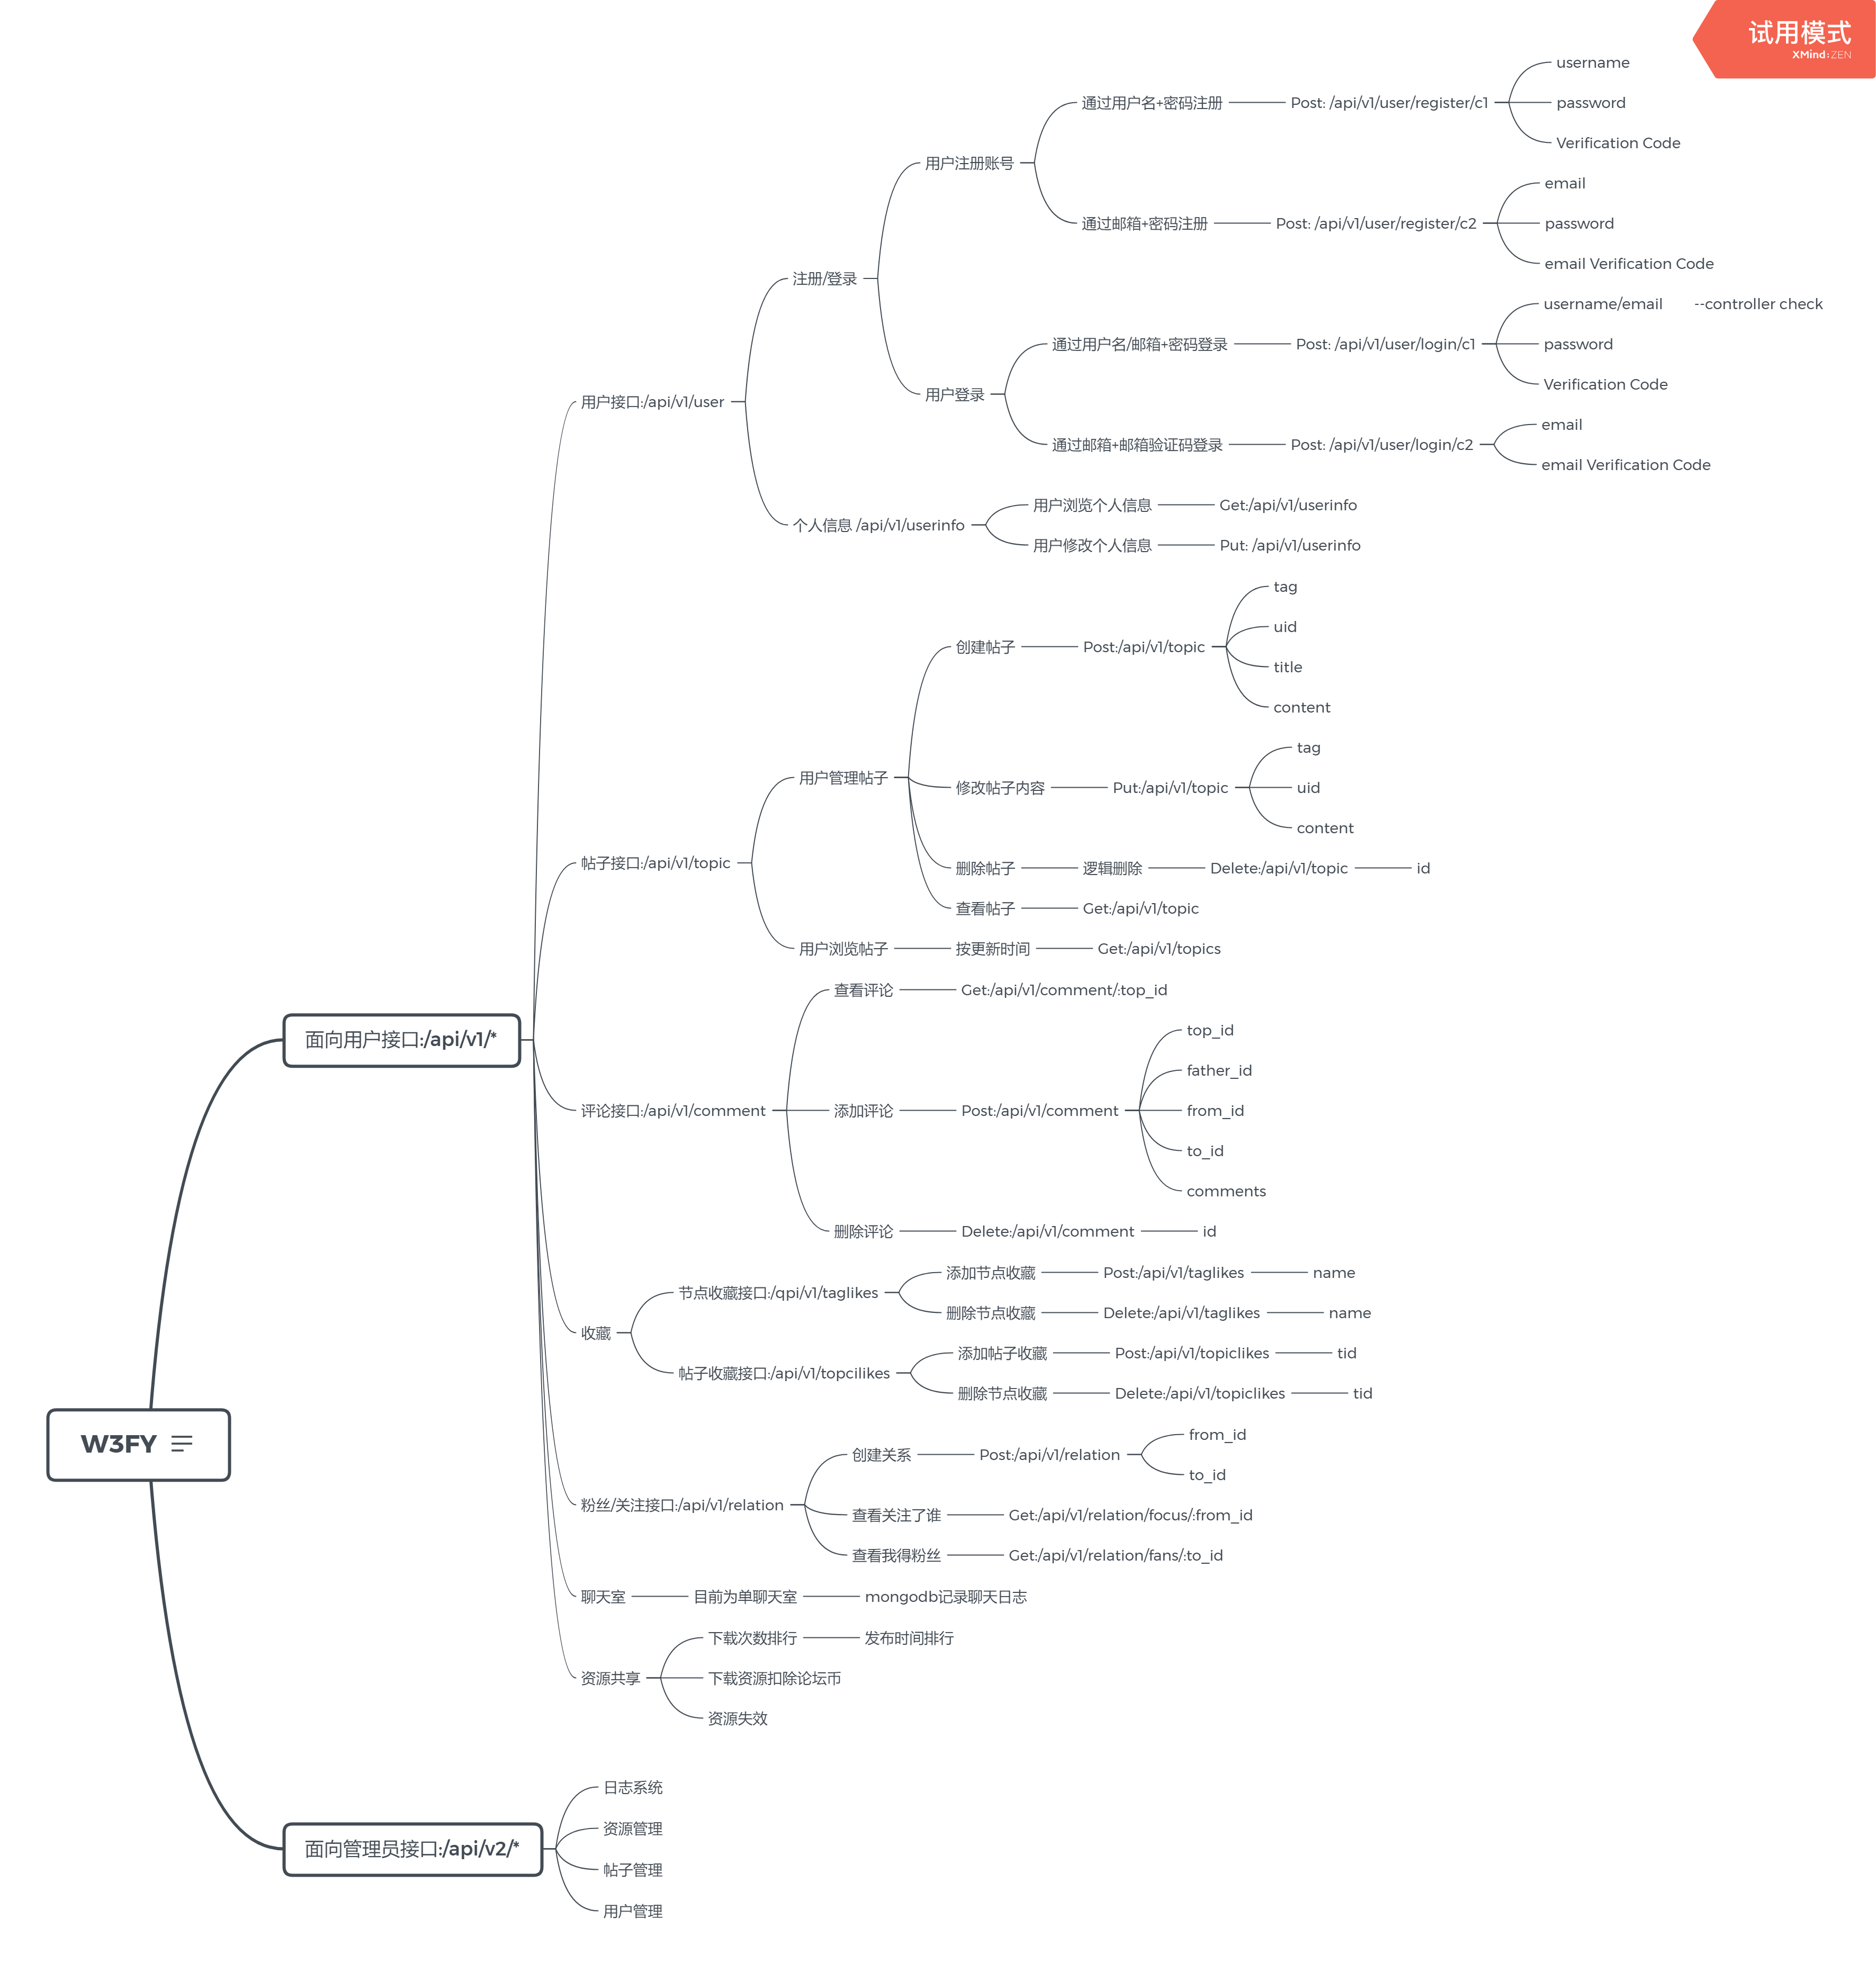 试用模式
XMind:ZEN
W3FY
面向用户接口:/api/v1/*
用户接口:/api/v1/user
注册/登录
用户注册账号
通过用户名+密码注册
Post: /api/v1/user/register/c1
username
password
Verification Code
通过邮箱+密码注册
Post: /api/v1/user/register/c2
email
password
email Verification Code
用户登录
通过用户名/邮箱+密码登录
Post: /api/v1/user/login/c1
username/email --controller check
password
Verification Code
通过邮箱+邮箱验证码登录
Post: /api/v1/user/login/c2
email
email Verification Code
个人信息 /api/v1/userinfo
用户浏览个人信息
Get:/api/v1/userinfo
用户修改个人信息
Put: /api/v1/userinfo
帖子接口:/api/v1/topic
用户管理帖子
创建帖子
Post:/api/v1/topic
tag
uid
title
content
修改帖子内容
Put:/api/v1/topic
tag
uid
content
删除帖子
逻辑删除
Delete:/api/v1/topic
id
查看帖子
Get:/api/v1/topic
用户浏览帖子
按更新时间
Get:/api/v1/topics
评论接口:/api/v1/comment
查看评论
Get:/api/v1/comment/:top_id
添加评论
Post:/api/v1/comment
top_id
father_id
from_id
to_id
comments
删除评论
Delete:/api/v1/comment
id
收藏
节点收藏接口:/qpi/v1/taglikes
添加节点收藏
Post:/api/v1/taglikes
name
删除节点收藏
Delete:/api/v1/taglikes
name
帖子收藏接口:/api/v1/topcilikes
添加帖子收藏
Post:/api/v1/topiclikes
tid
删除节点收藏
Delete:/api/v1/topiclikes
tid
粉丝/关注接口:/api/v1/relation
创建关系
Post:/api/v1/relation
from_id
to_id
查看关注了谁
Get:/api/v1/relation/focus/:from_id
查看我得粉丝
Get:/api/v1/relation/fans/:to_id
聊天室
目前为单聊天室
mongodb记录聊天日志
资源共享
下载次数排行
发布时间排行
下载资源扣除论坛币
资源失效
面向管理员接口:/api/v2/*
日志系统
资源管理
帖子管理
用户管理